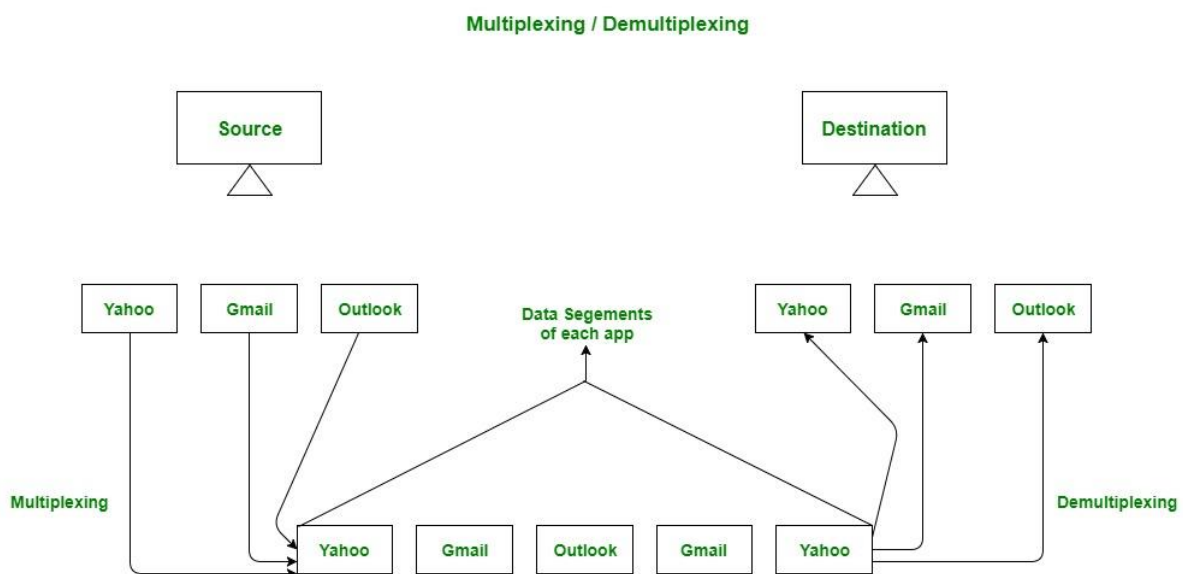 Multiplexing / Demultiplexing
Source
Destination
Yahoo
Gmail
Outlook
Data Segements
of each app
Yahoo
Gmail
Outlook
Multiplexing
Demultiplexing
Yahoo
Gmail
Outlook
Gmail
Yahoo